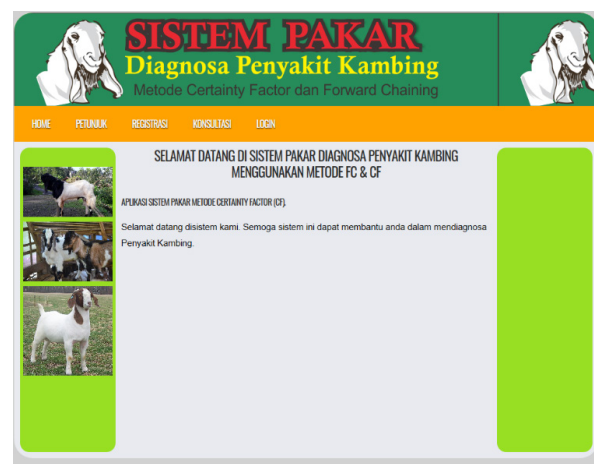 SISTEM PAKAR
Diagnosa Penyakit Kambing
Metode Certainty Factor dan Forward Chaining
HOME PETUNJUK REGISTRASI KONSULTASI LOGIN
SELAMAT DATANG DI SISTEM PAKAR DIAGNOSA PENYAKIT KAMBING
MENGGUNAKAN METODE FC & CF
APLIKASI SISTEM PAKAR METODE CERTAINTY FACTOR (CF).
Selamat datang disistem kami. Semoga sistem ini dapat membantu anda dalam mendiagnosa
Penyakit Kambing.